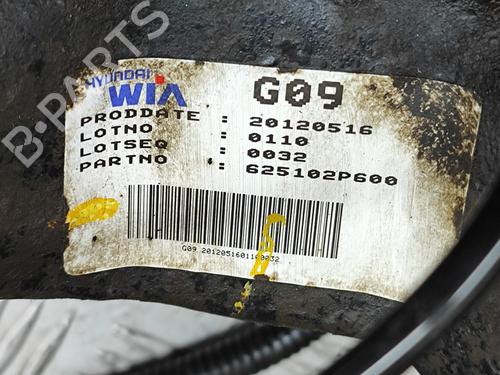 B-PARTS
HYUNDAI
WIA
G09
PRODDATE : 20120516
LOTNO : 0110
LOTSEQ : 0032
PARTNO : 625102P600
G09 2012051601100032